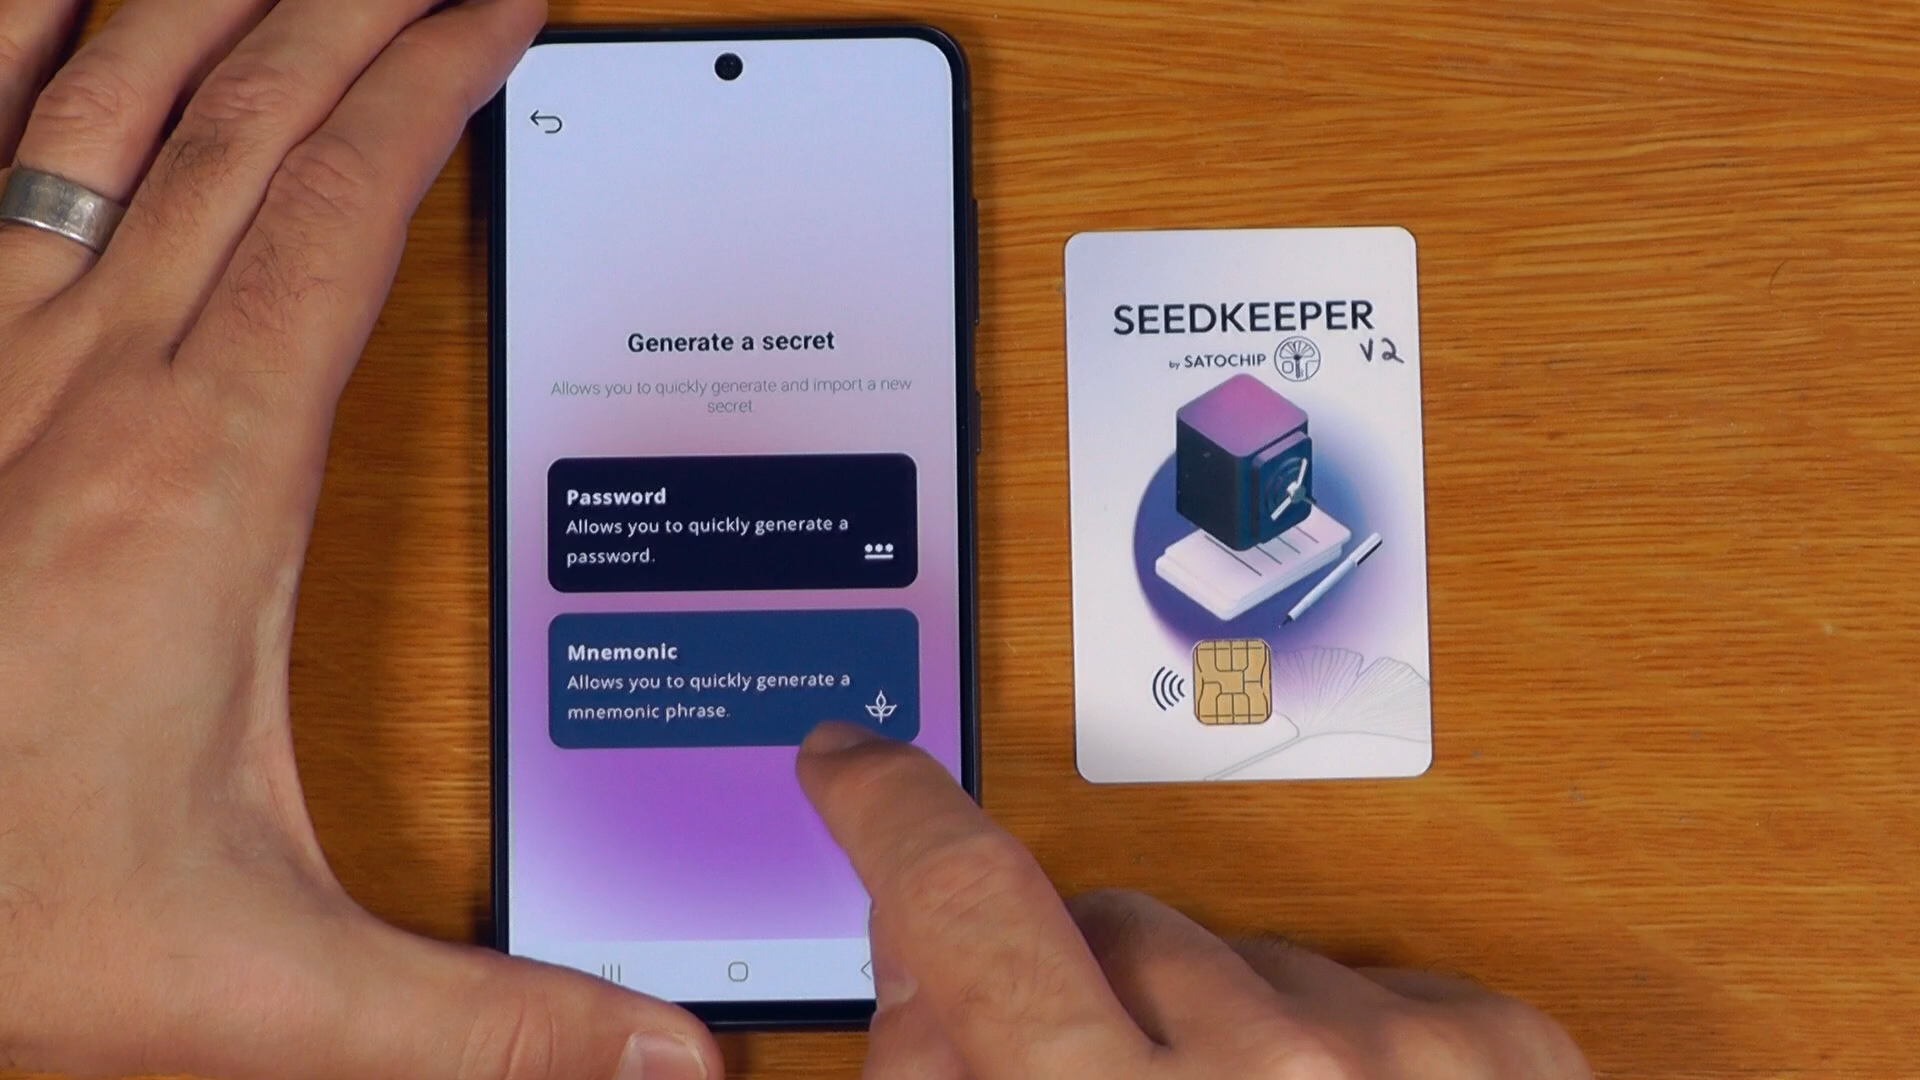 Generate a secret
Allows you to quickly generate and import a new
secret.
Password
Allows you to quickly generate a
password.
Mnemonic
Allows you to quickly generate a
mnemonic phrase.
SEEDKEEPER
by SATOCHIP
V2